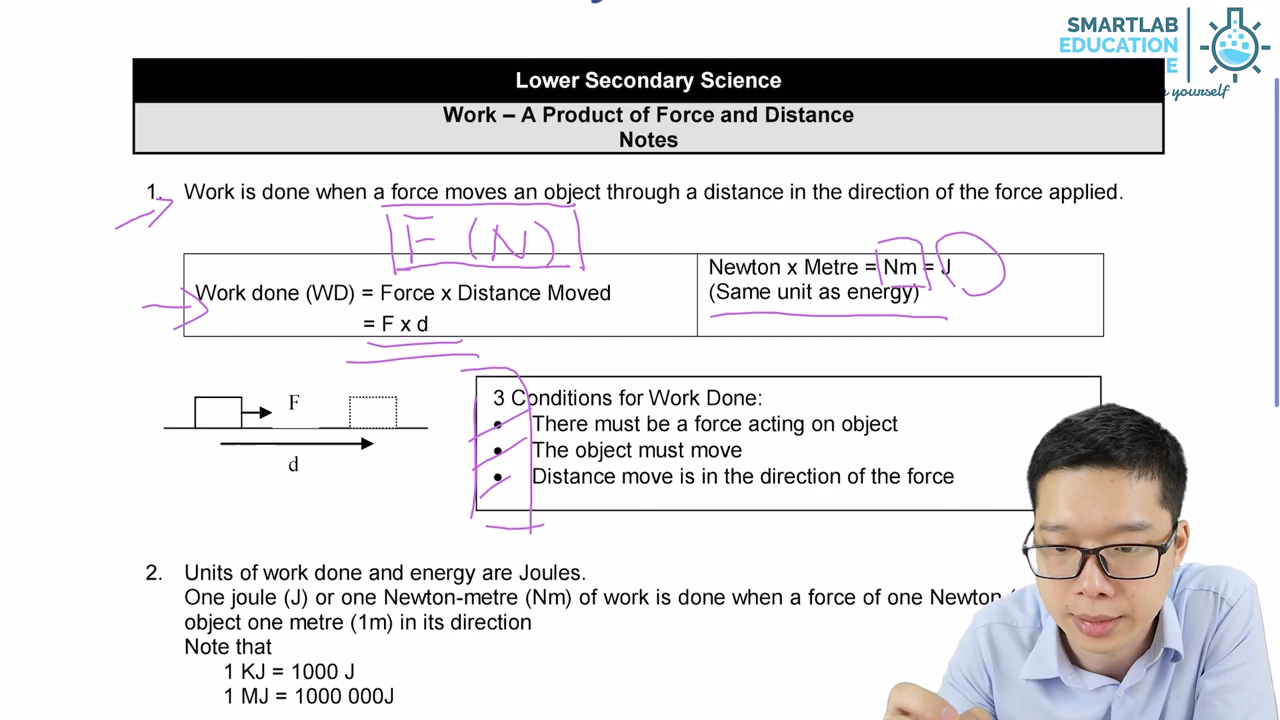 SMARTLAB
EDUCATION
E
yourself
Lower Secondary Science
Work – A Product of Force and Distance
Notes
1. Work is done when a force moves an object through a distance in the direction of the force applied.
F (N)
Work done (WD) = Force x Distance Moved
= F x d
Newton x Metre = Nm = J
(Same unit as energy)
F
d
3 Conditions for Work Done:
• There must be a force acting on object
• The object must move
• Distance move is in the direction of the force
2. Units of work done and energy are Joules.
One joule (J) or one Newton-metre (Nm) of work is done when a force of one Newton
object one metre (1m) in its direction
Note that
1 KJ = 1000 J
1 MJ = 1000 000J